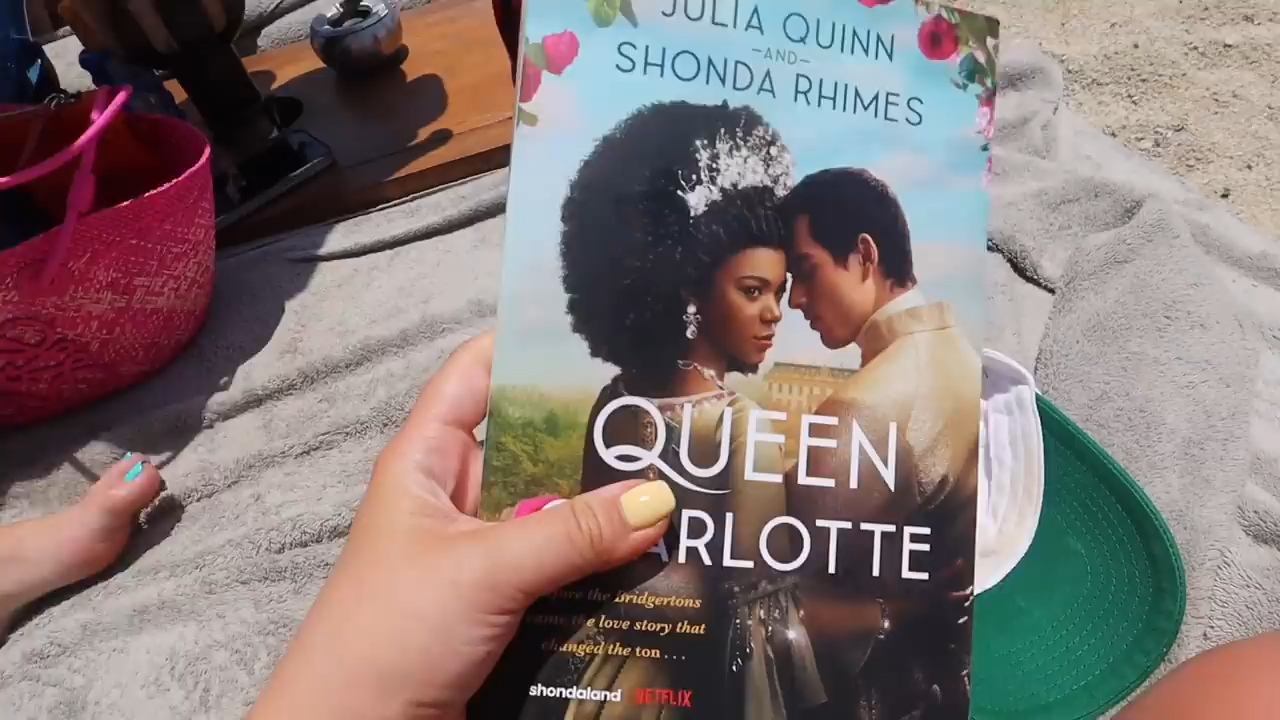 JULIA QUINN
—AND—
SHONDA RHIMES
QUEEN
ARLOTTE
the Bridgertons
the love story that
changed the ton...
shondaland NETFLIX